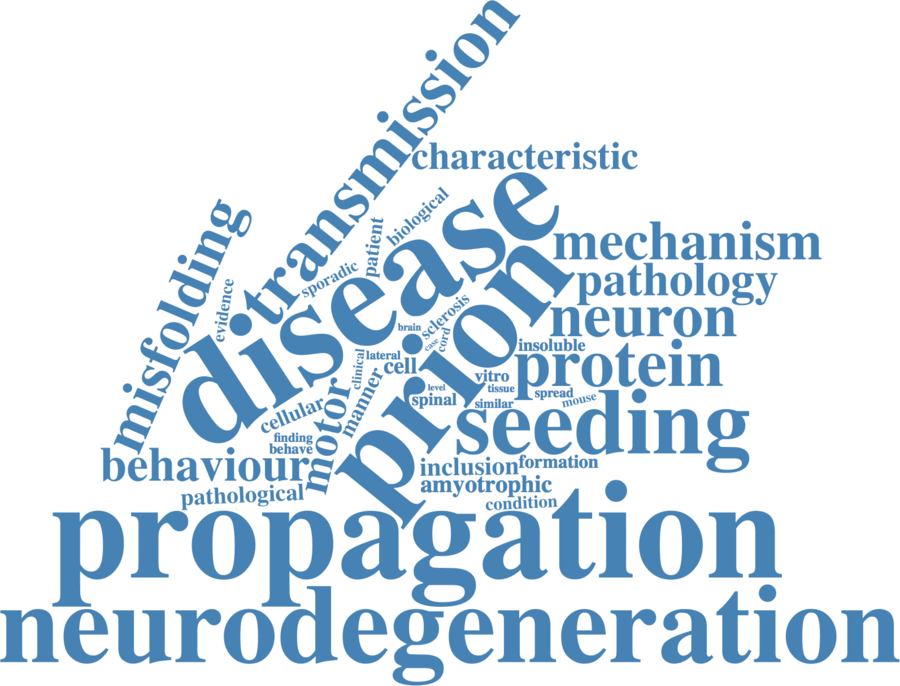 transmission
characteristic
misfolding
disease
biological
patient
sporadic
evidence
mechanism
pathology
prion
neuron
sclerosis
brain
cord
case
insoluble
lateral
cell
clinical
protein
vitro
tissue
level
spinal
spread
mouse
similar
manner
motor
cellular
seeding
finding
behave
behaviour
inclusion
formation
amyotrophic
pathological
condition
propagation
neurodegeneration